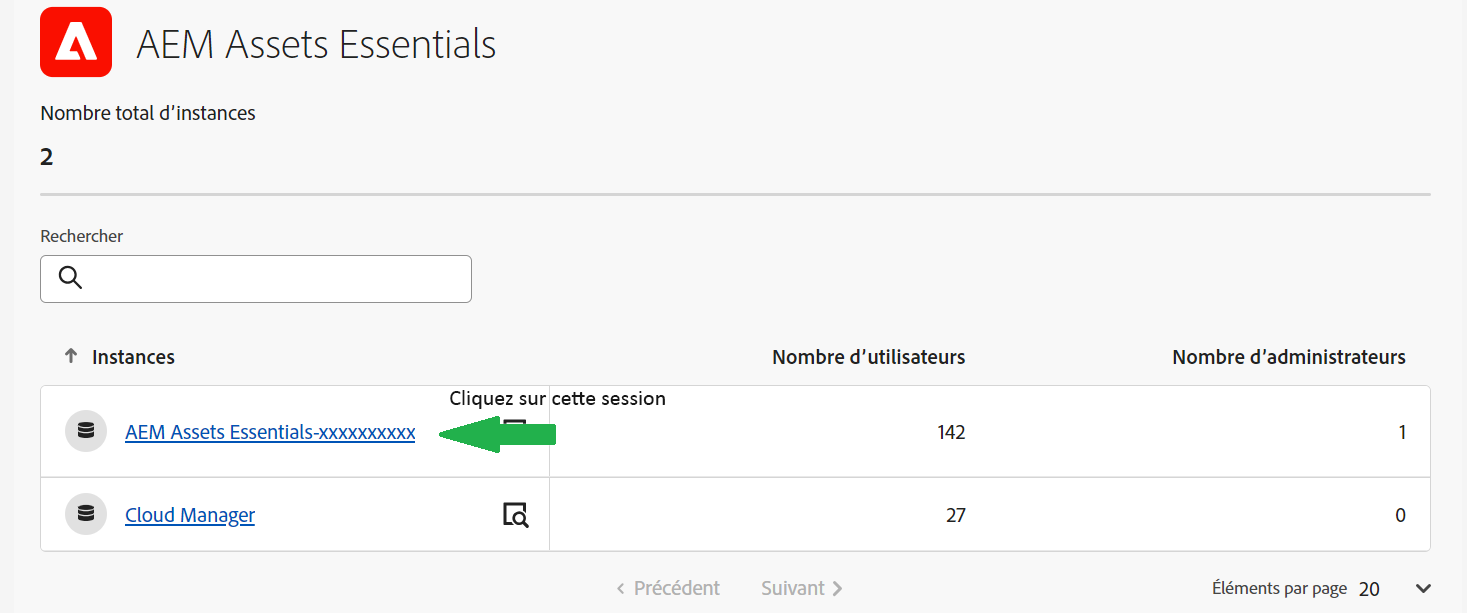 AEM Assets Essentials
Nombre total d’instances
2
Rechercher
Instances Nombre d’utilisateurs Nombre d’administrateurs
Cliquez sur cette session
AEM Assets Essentials-xxxxxxxxxx 142 1
Cloud Manager 27 0
Précédent Suivant Éléments par page 20